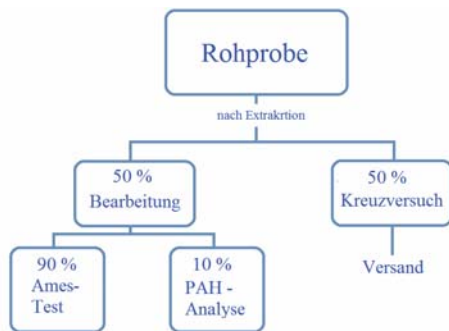 Rohprobe
nach Extrakrtion
50 %
Bearbeitung
50 %
Kreuzversuch
90 %
Ames-
Test
10 %
PAH -
Analyse
Versand